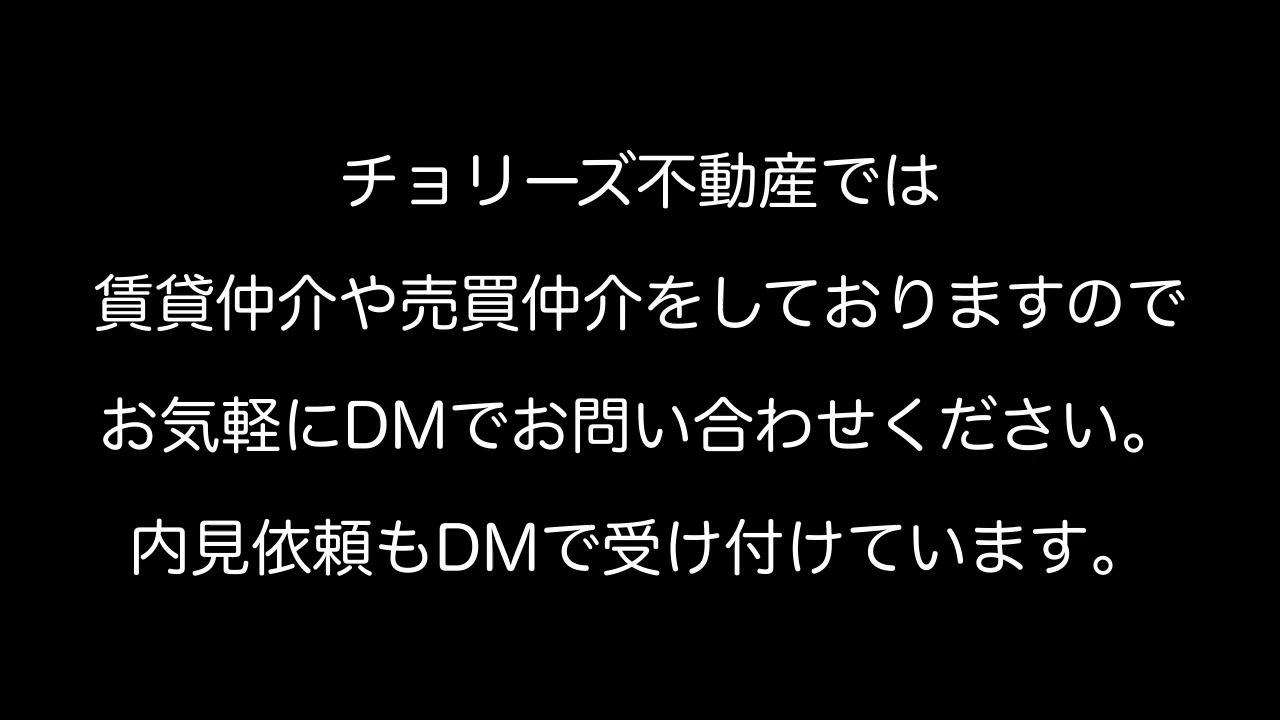 チョリーズ不動産では
賃貸仲介や売買仲介をしておりますので
お気軽にDMでお問い合わせください。
内見依頼もDMで受け付けています。